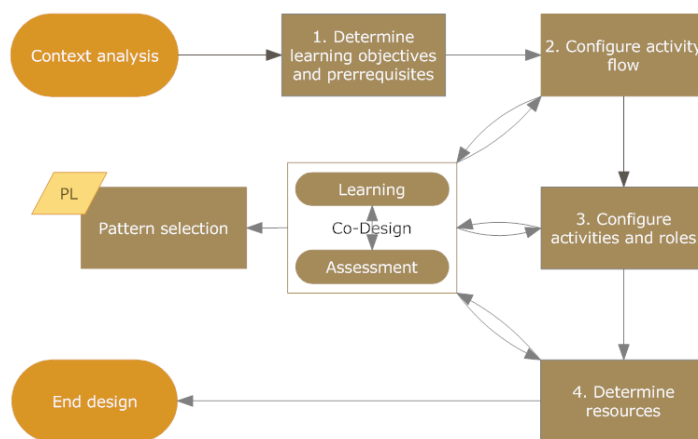 Context analysis
1. Determine
learning objectives
and prerrequisites
2. Configure activity
flow
PL
Pattern selection
Learning
Co-Design
Assessment
3. Configure
activities and roles
End design
4. Determine
resources